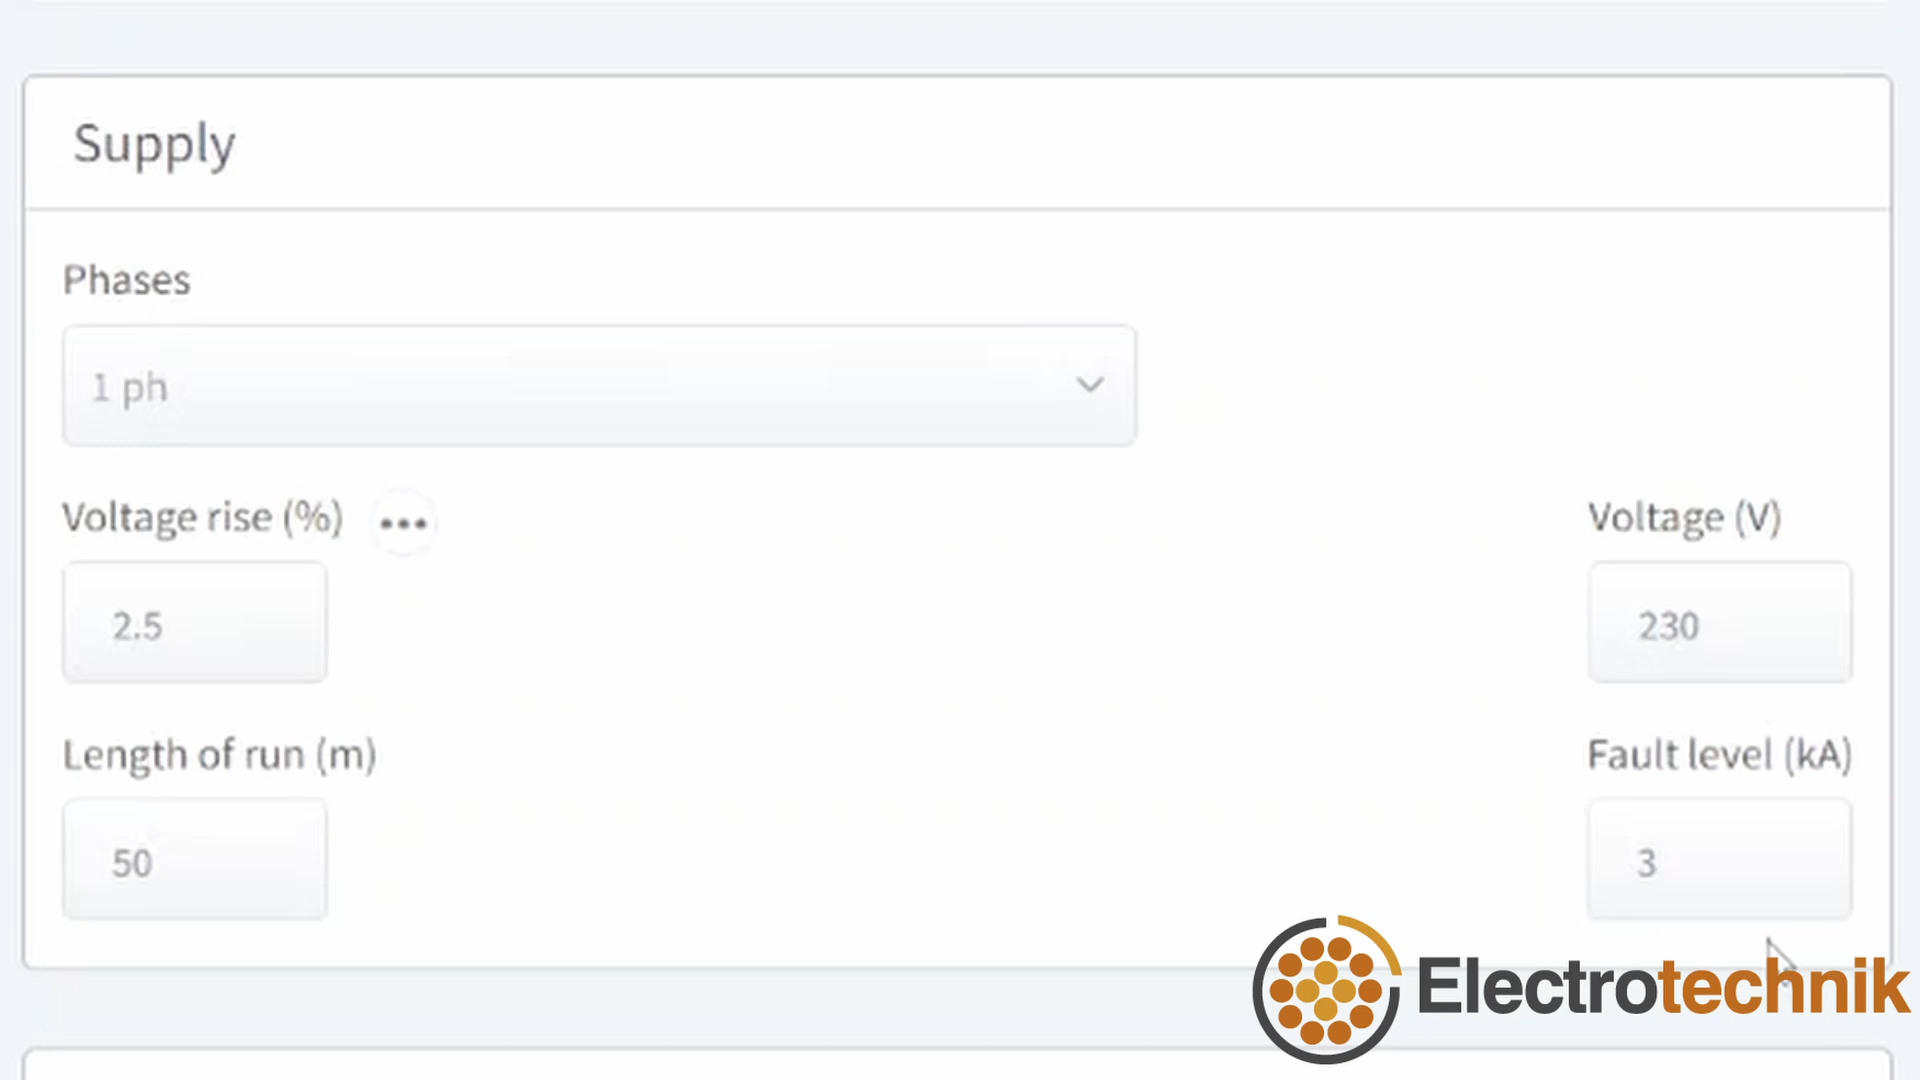 Supply
Phases
1 ph
Voltage rise (%) •••
Voltage (V)
2.5
230
Length of run (m)
Fault level (kA)
50
3
Electrotechnik